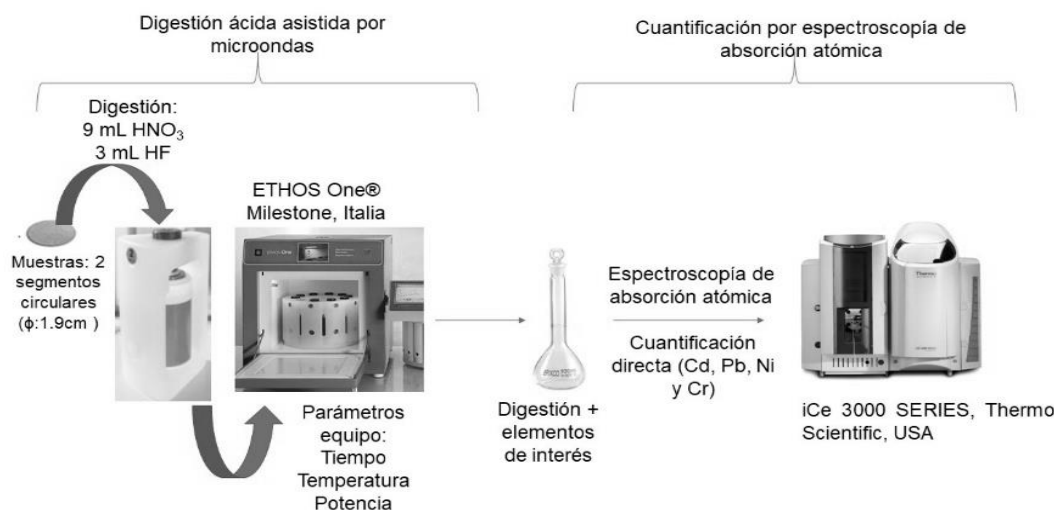 Digestión ácida asistida por
microondas
Cuantificación por espectroscopía de
absorción atómica
Digestión:
9 mL HNO₃
3 mL HF
ETHOS One®
Milestone, Italia
Muestras: 2
segmentos
circulares
(ɸ:1.9cm )
Parámetros
equipo:
Tiempo
Temperatura
Potencia
Digestión +
elementos
de interés
Espectroscopía de
absorción atómica
Cuantificación
directa (Cd, Pb, Ni
y Cr)
Thermo
iCe 3000 SERIES, Thermo
Scientific, USA